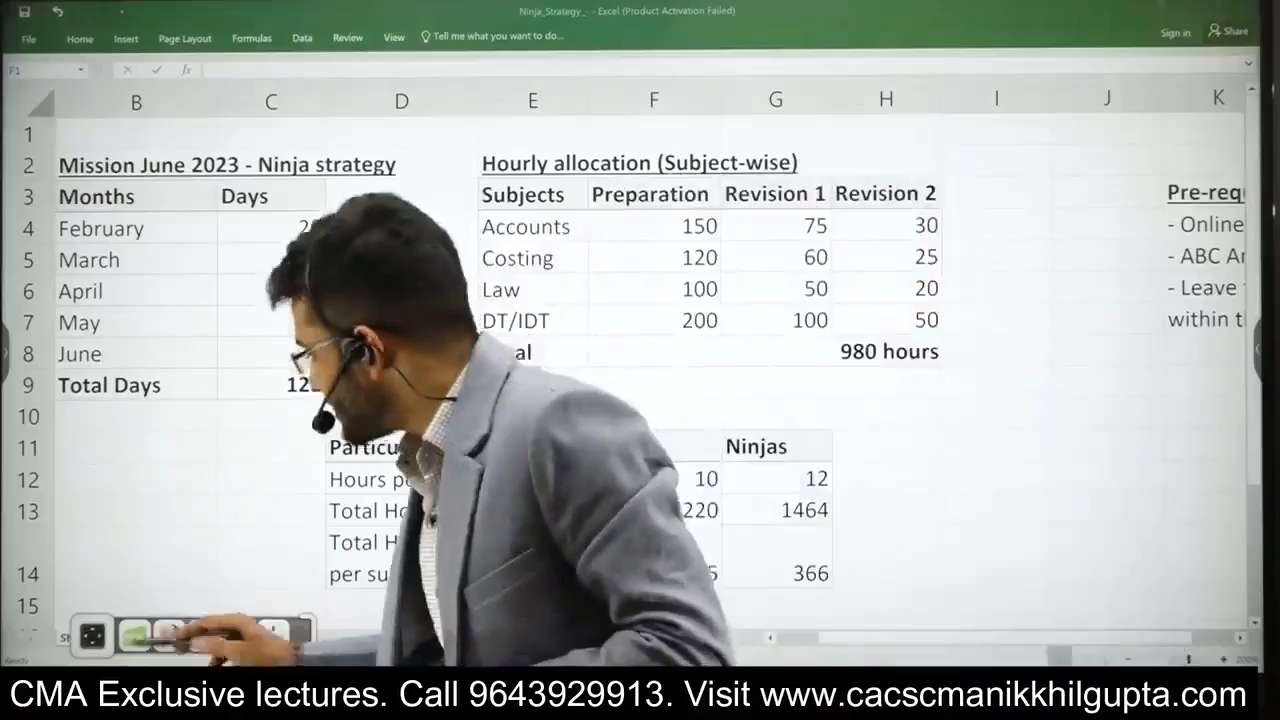 Ninja_Strategy_ - Excel (Product Activation Failed)
File Home Insert Page Layout Formulas Data Review View Tell me what you want to do... Sign in Share
F1 fx
B C D E F G H I J K
1
2 Mission June 2023 - Ninja strategy Hourly allocation (Subject-wise)
3 Months Days Subjects Preparation Revision 1 Revision 2 Pre-req
4 February Accounts 150 75 30 - Online
5 March Costing 120 60 25 - ABC
6 April Law 100 50 20 - Leave
7 May DT/IDT 200 100 50 within
8 June 980 hours
9 Total Days
10
11 Ninjas
12 Hours 10 12
13 Total 1464
Total
14 per 366
15
CMA Exclusive lectures. Call 9643929913. Visit www.cacscmanikkhilgupta.com